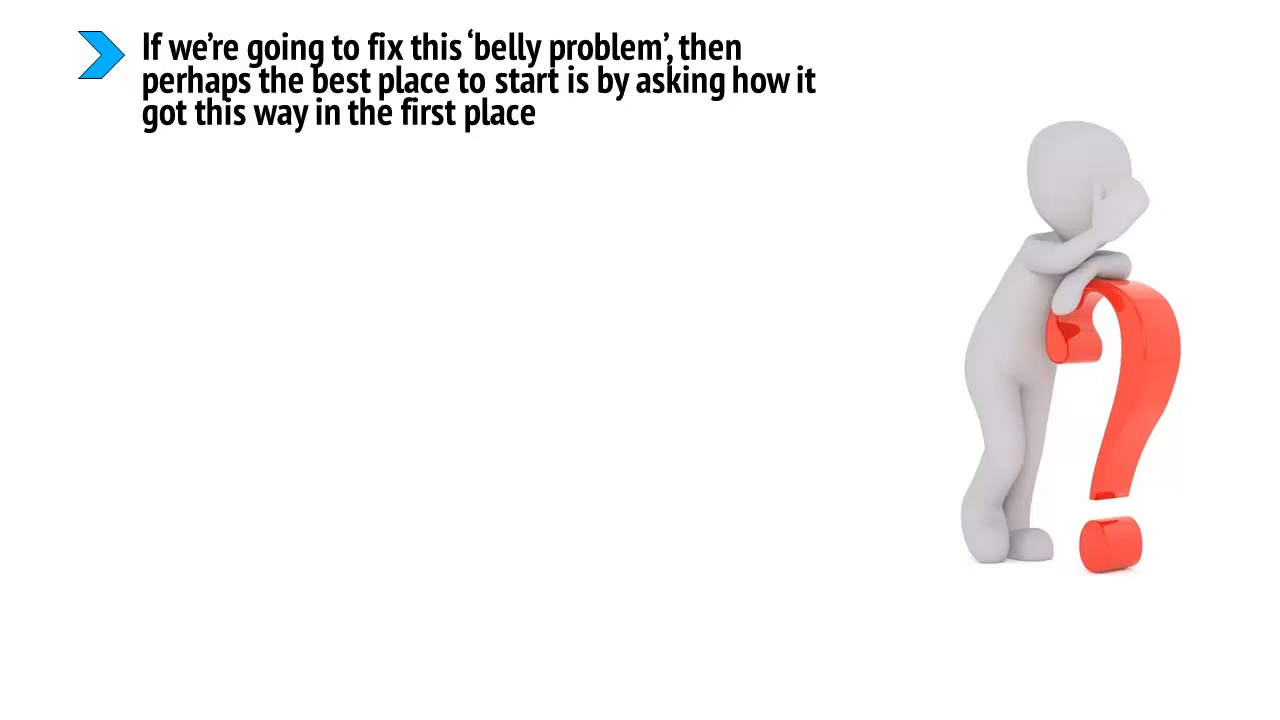 If we’re going to fix this ‘belly problem’, then
perhaps the best place to start is by asking how it
got this way in the first place